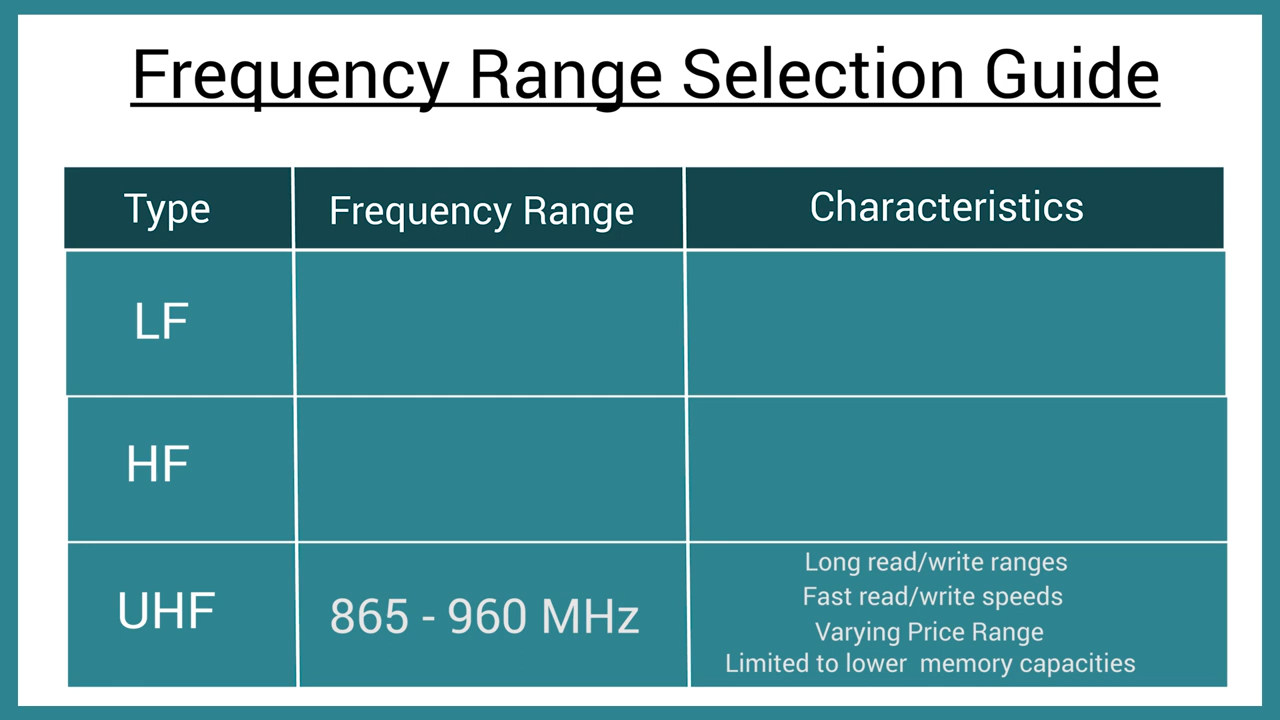 Frequency Range Selection Guide
Type
Frequency Range
Characteristics
LF
HF
UHF
865 - 960 MHz
Long read/write ranges
Fast read/write speeds
Varying Price Range
Limited to lower memory capacities